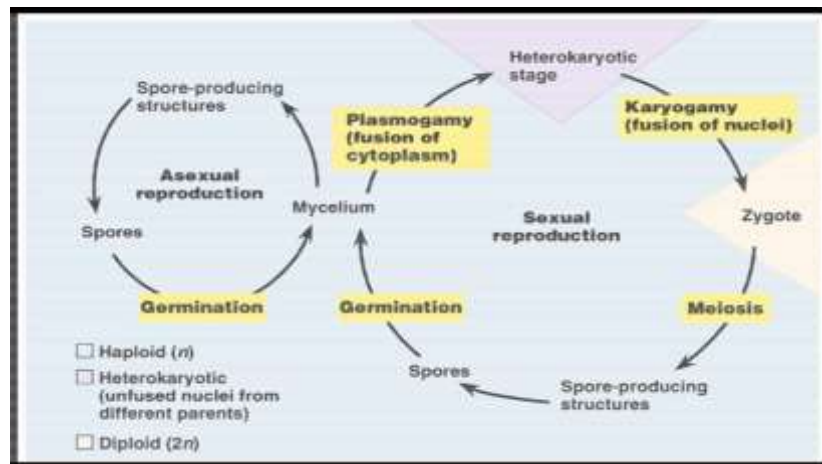 Heterokaryotic
stage
Spore-producing
structures
Karyogamy
(fusion of nuclei)
Plasmogamy
(fusion of
cytoplasm)
Asexual
reproduction
Mycelium
Sexual
reproduction
Zygote
Spores
Germination
Germination
Meiosis
Haploid (n)
Heterokaryotic
(unfused nuclei from
different parents)
Diploid (2n)
Spores
Spore-producing
structures